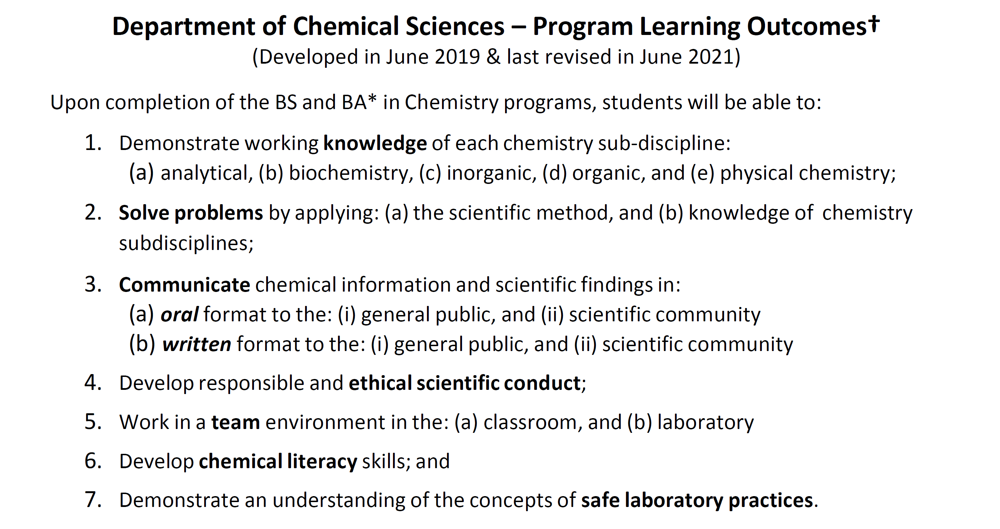 Department of Chemical Sciences – Program Learning Outcomes†
(Developed in June 2019 & last revised in June 2021)
Upon completion of the BS and BA* in Chemistry programs, students will be able to:
1. Demonstrate working knowledge of each chemistry sub-discipline:
(a) analytical, (b) biochemistry, (c) inorganic, (d) organic, and (e) physical chemistry;
2. Solve problems by applying: (a) the scientific method, and (b) knowledge of chemistry
subdisciplines;
3. Communicate chemical information and scientific findings in:
(a) oral format to the: (i) general public, and (ii) scientific community
(b) written format to the: (i) general public, and (ii) scientific community
4. Develop responsible and ethical scientific conduct;
5. Work in a team environment in the: (a) classroom, and (b) laboratory
6. Develop chemical literacy skills; and
7. Demonstrate an understanding of the concepts of safe laboratory practices.